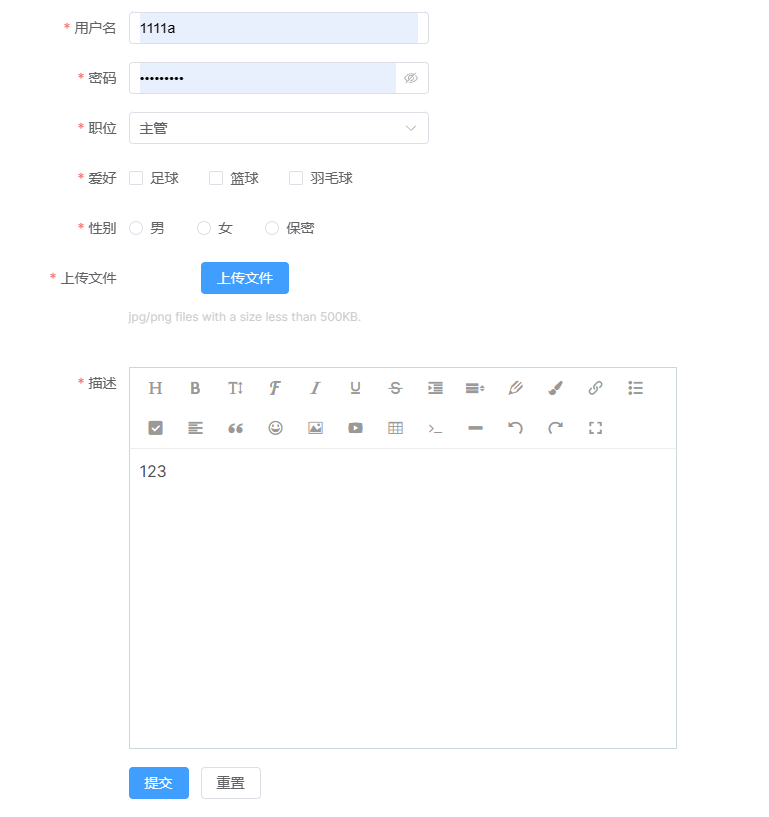 * 用户名 1111a
* 密码 •••••••••
* 职位 主管
* 爱好 足球 篮球 羽毛球
* 性别 男 女 保密
* 上传文件 上传文件
jpg/png files with a size less than 500KB.
* 描述
123
提交 重置